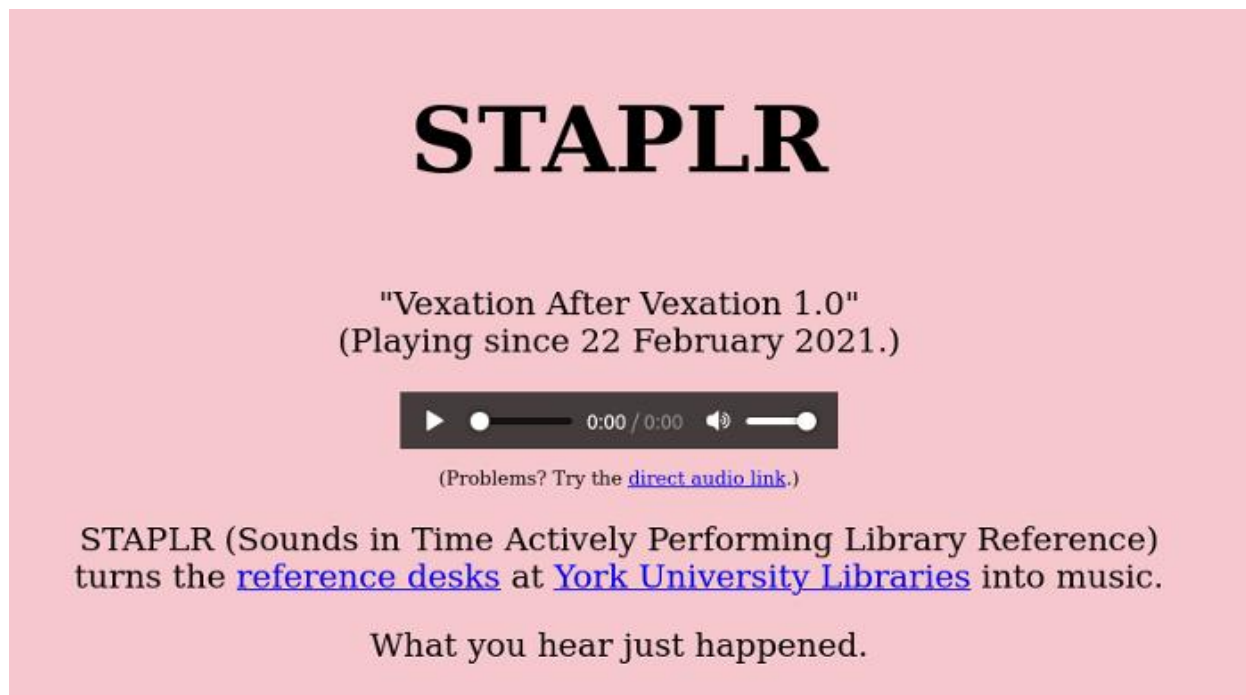 STAPLR
"Vexation After Vexation 1.0"
(Playing since 22 February 2021.)
0:00 / 0:00
(Problems? Try the direct audio link.)
STAPLR (Sounds in Time Actively Performing Library Reference)
turns the reference desks at York University Libraries into music.
What you hear just happened.